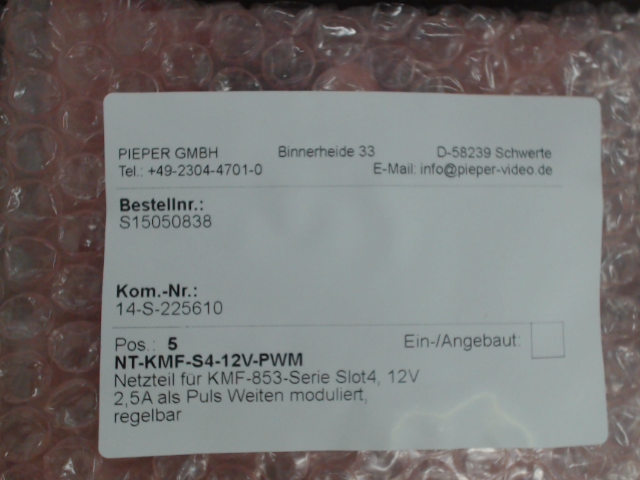 PIEPER GMBH Binnerheide 33 D-58239 Schwerte
Tel.: +49-2304-4701-0 E-Mail: info@pieper-video.de
Bestellnr.:
S15050838
Kom.-Nr.:
14-S-225610
Pos.: 5 Ein-/Angebaut:
NT-KMF-S4-12V-PWM
Netzteil für KMF-853-Serie Slot4, 12V
2,5A als Puls Weiten moduliert,
regelbar